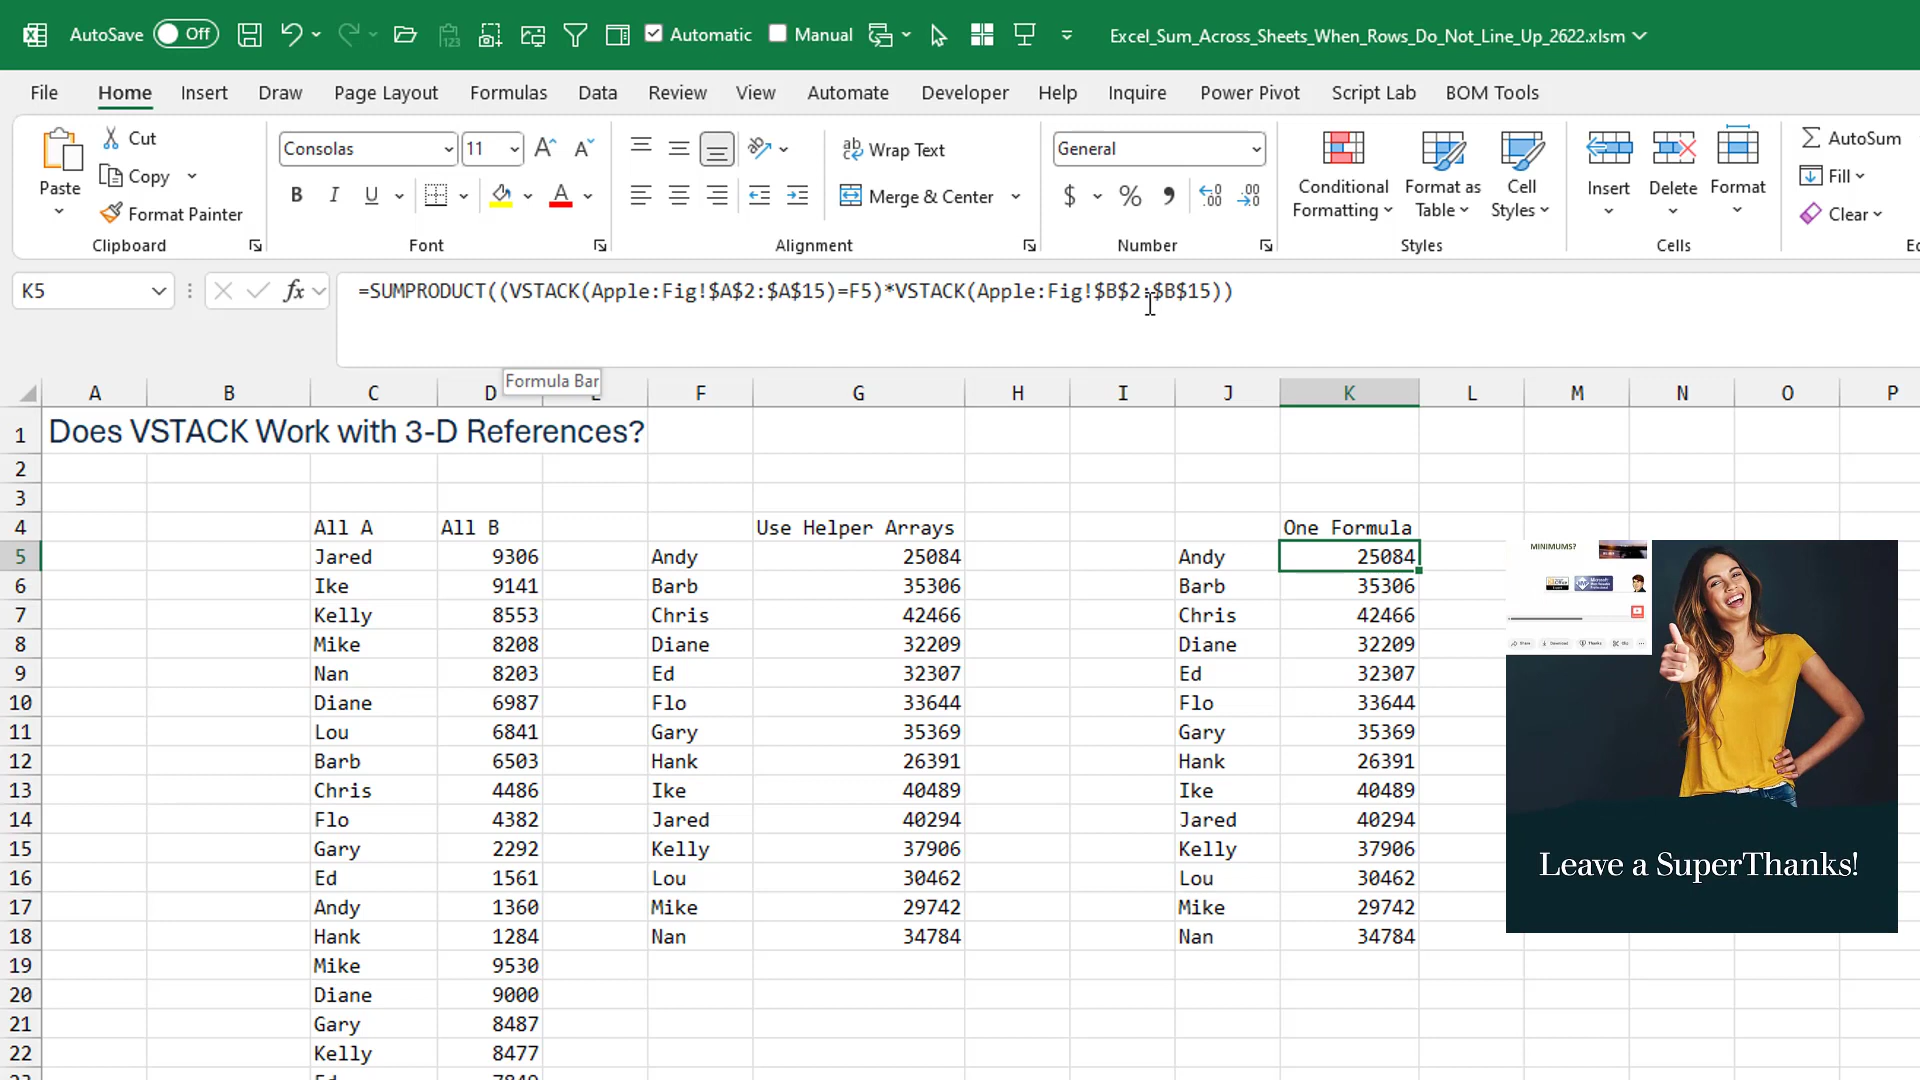 AutoSave Off Automatic Manual Excel_Sum_Across_Sheets_When_Rows_Do_Not_Line_Up_2622.xlsm
File Home Insert Draw Page Layout Formulas Data Review View Automate Developer Help Inquire Power Pivot Script Lab BOM Tools
Paste
Cut
Copy
Format Painter
Clipboard
Consolas 11
B I U A
Font
Wrap Text
Merge & Center
Alignment
General
$ % ,
Number
Conditional Formatting
Format as Table
Cell Styles
Styles
Insert Delete Format
Cells
AutoSum
Fill
Clear
K5 fx =SUMPRODUCT((VSTACK(Apple:Fig!$A$2:$A$15)=F5)*VSTACK(Apple:Fig!$B$2:$B$15))
Formula Bar
A B C D E F G H I J K L M N O P
1 Does VSTACK Work with 3-D References?
2
3
4 All A All B Use Helper Arrays One Formula
5 Jared 9306 Andy 25084 Andy 25084
6 Ike 9141 Barb 35306 Barb 35306
7 Kelly 8553 Chris 42466 Chris 42466
8 Mike 8208 Diane 32209 Diane 32209
9 Nan 8203 Ed 32307 Ed 32307
10 Diane 6987 Flo 33644 Flo 33644
11 Lou 6841 Gary 35369 Gary 35369
12 Barb 6503 Hank 26391 Hank 26391
13 Chris 4486 Ike 40489 Ike 40489
14 Flo 4382 Jared 40294 Jared 40294
15 Gary 2292 Kelly 37906 Kelly 37906
16 Ed 1561 Lou 30462 Lou 30462
17 Andy 1360 Mike 29742 Mike 29742
18 Hank 1284 Nan 34784 Nan 34784
19 Mike 9530
20 Diane 9000
21 Gary 8487
22 Kelly 8477
MINIMUMS?
Share Download Thanks Clip
Leave a SuperThanks!